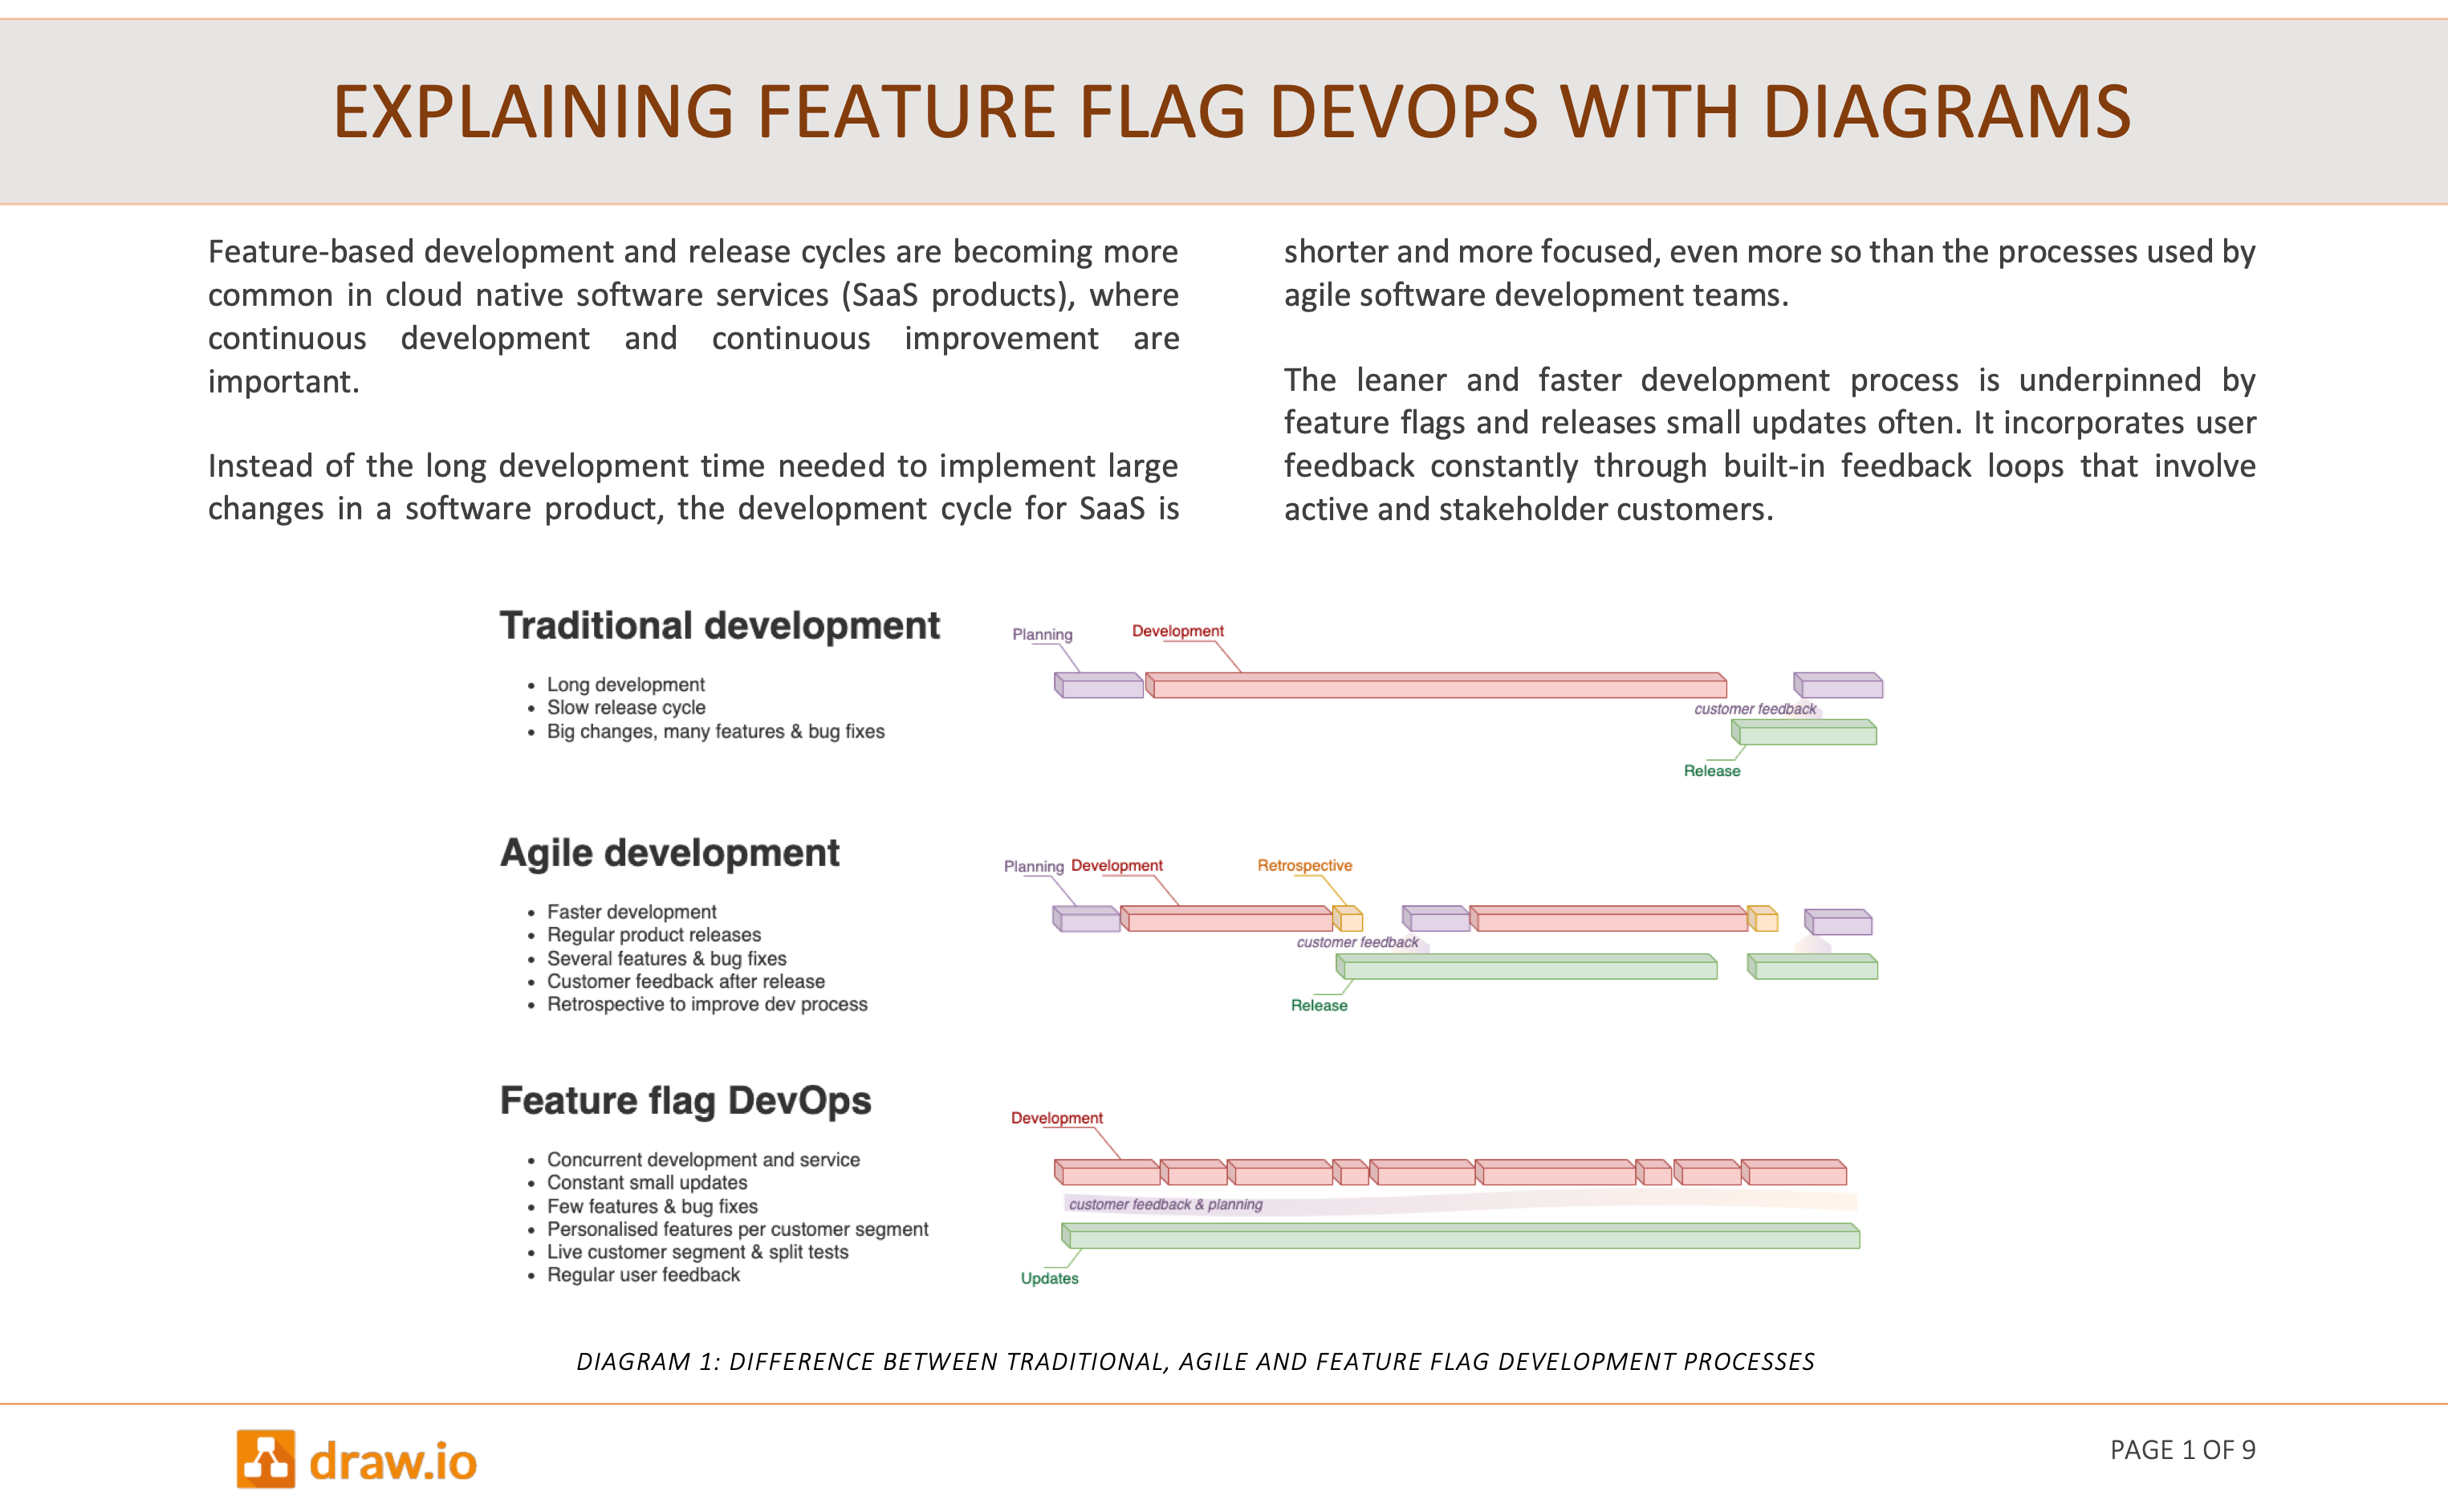 EXPLAINING FEATURE FLAG DEVOPS WITH DIAGRAMS
Feature-based development and release cycles are becoming more
common in cloud native software services (SaaS products), where
continuous development and continuous improvement are
important.
Instead of the long development time needed to implement large
changes in a software product, the development cycle for SaaS is
shorter and more focused, even more so than the processes used by
agile software development teams.
The leaner and faster development process is underpinned by
feature flags and releases small updates often. It incorporates user
feedback constantly through built-in feedback loops that involve
active and stakeholder customers.
Traditional development
• Long development
• Slow release cycle
• Big changes, many features & bug fixes
Planning
Development
customer feedback
Release
Agile development
• Faster development
• Regular product releases
• Several features & bug fixes
• Customer feedback after release
• Retrospective to improve dev process
Planning
Development
Retrospective
customer feedback
Release
Feature flag DevOps
• Concurrent development and service
• Constant small updates
• Few features & bug fixes
• Personalised features per customer segment
• Live customer segment & split tests
• Regular user feedback
Development
customer feedback & planning
Updates
DIAGRAM 1: DIFFERENCE BETWEEN TRADITIONAL, AGILE AND FEATURE FLAG DEVELOPMENT PROCESSES
draw.io
PAGE 1 OF 9